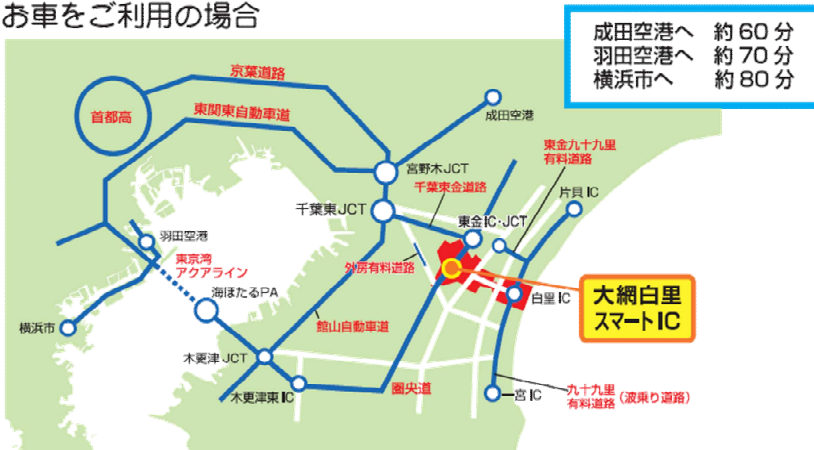 お車をご利用の場合
成田空港へ 約60分
羽田空港へ 約70分
横浜市へ 約80分
京葉道路
首都高
東関東自動車道
成田空港
宮野木JCT
東金九十九里
有料道路
千葉東金道路
片貝IC
千葉東JCT
東金IC・JCT
羽田空港
外房有料道路
東京湾
アクアライン
海ほたるPA
白里IC
大網白里
スマートIC
横浜市
館山自動車道
木更津JCT
木更津東IC
圏央道
一宮IC
九十九里
有料道路(波乗り道路)